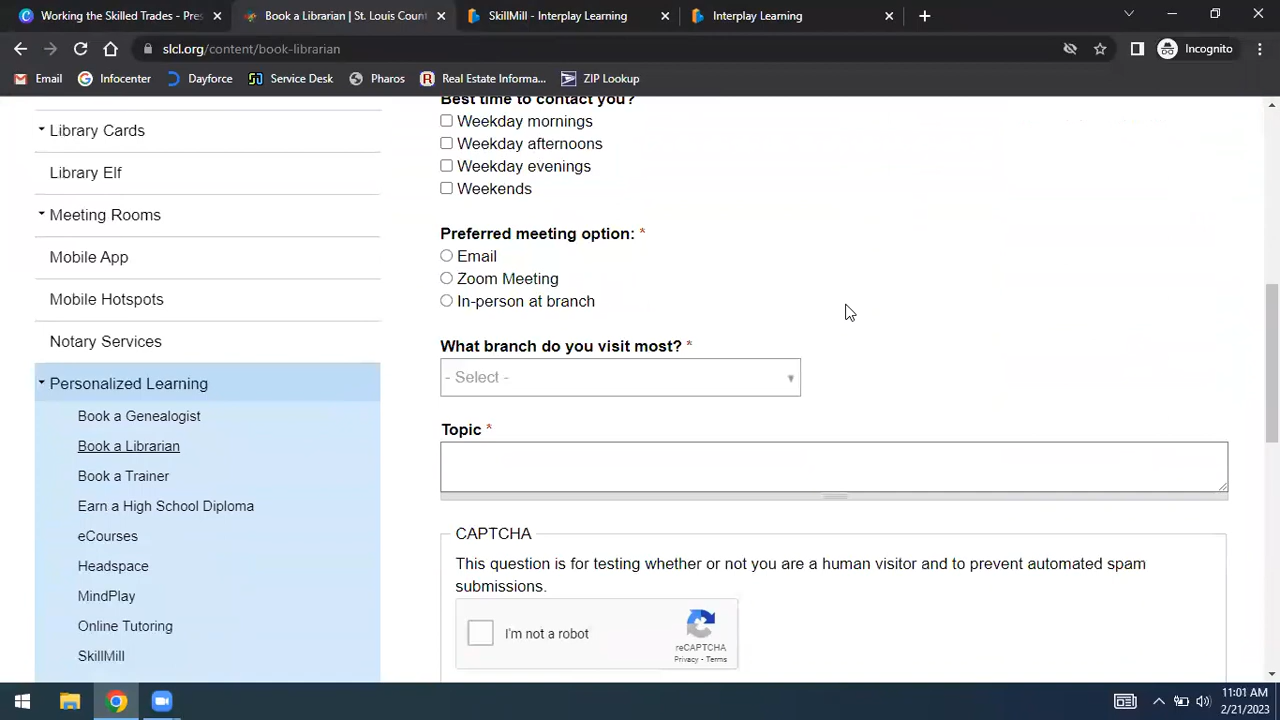 Working the Skilled Trades - Pres
Book a Librarian | St. Louis Count
SkillMill - Interplay Learning
Interplay Learning
slcl.org/content/book-librarian
Incognito
Email
Infocenter
Dayforce
Service Desk
Pharos
Real Estate Informa...
ZIP Lookup
Library Cards
Library Elf
Meeting Rooms
Mobile App
Mobile Hotspots
Notary Services
Personalized Learning
Book a Genealogist
Book a Librarian
Book a Trainer
Earn a High School Diploma
eCourses
Headspace
MindPlay
Online Tutoring
SkillMill
Best time to contact you?
Weekday mornings
Weekday afternoons
Weekday evenings
Weekends
Preferred meeting option: *
Email
Zoom Meeting
In-person at branch
What branch do you visit most? *
- Select -
Topic *
CAPTCHA
This question is for testing whether or not you are a human visitor and to prevent automated spam
submissions.
I'm not a robot
reCAPTCHA
Privacy - Terms
11:01 AM
2/21/2023